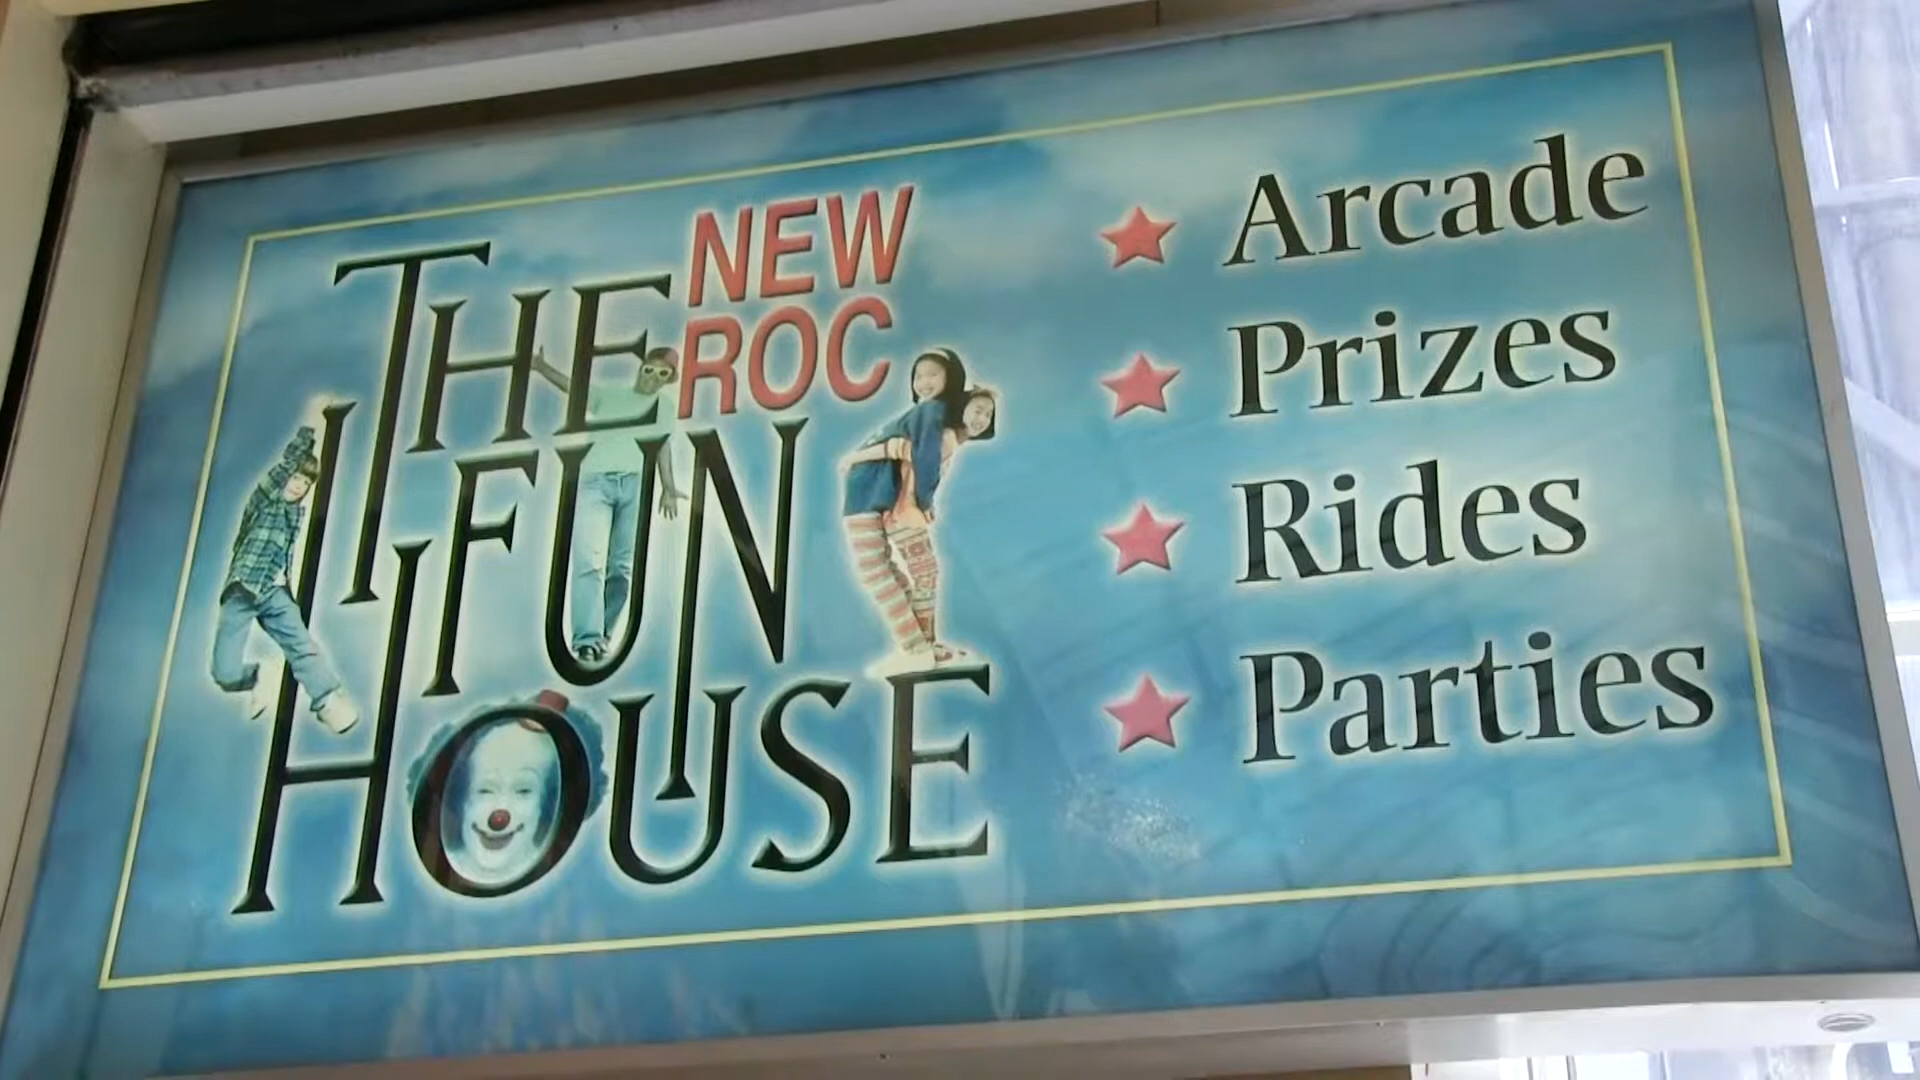 THE NEW
ROC
FUN
HOUSE
Arcade
Prizes
Rides
Parties